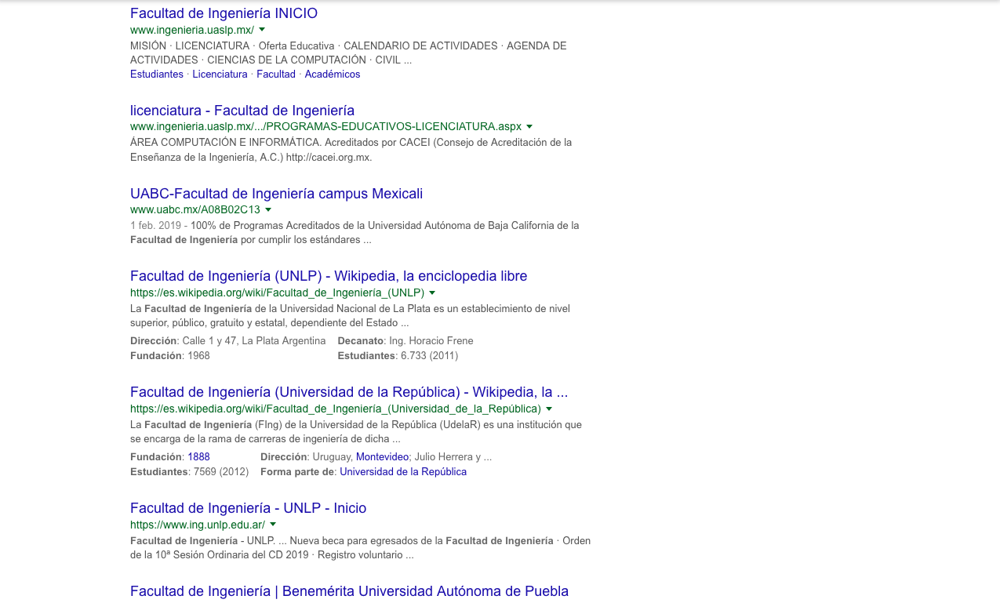 Facultad de Ingeniería INICIO
www.ingenieria.uaslp.mx/
MISIÓN · LICENCIATURA · Oferta Educativa · CALENDARIO DE ACTIVIDADES · AGENDA DE
ACTIVIDADES · CIENCIAS DE LA COMPUTACIÓN · CIVIL ...
Estudiantes · Licenciatura · Facultad · Académicos
licenciatura - Facultad de Ingeniería
www.ingenieria.uaslp.mx/.../PROGRAMAS-EDUCATIVOS-LICENCIATURA.aspx
ÁREA COMPUTACIÓN E INFORMÁTICA. Acreditados por CACEI (Consejo de Acreditación de la
Enseñanza de la Ingeniería, A.C.) http://cacei.org.mx.
UABC-Facultad de Ingeniería campus Mexicali
www.uabc.mx/A08B02C13
1 feb. 2019 - 100% de Programas Acreditados de la Universidad Autónoma de Baja California de la
Facultad de Ingeniería por cumplir los estándares ...
Facultad de Ingeniería (UNLP) - Wikipedia, la enciclopedia libre
https://es.wikipedia.org/wiki/Facultad_de_Ingeniería_(UNLP)
La Facultad de Ingeniería de la Universidad Nacional de La Plata es un establecimiento de nivel
superior, público, gratuito y estatal, dependiente del Estado ...
Dirección: Calle 1 y 47, La Plata Argentina Decanato: Ing. Horacio Frene
Fundación: 1968 Estudiantes: 6.733 (2011)
Facultad de Ingeniería (Universidad de la República) - Wikipedia, la ...
https://es.wikipedia.org/wiki/Facultad_de_Ingeniería_(Universidad_de_la_República)
La Facultad de Ingeniería (FIng) de la Universidad de la República (UdelaR) es una institución que
se encarga de la rama de carreras de ingeniería de dicha ...
Fundación: 1888 Dirección: Uruguay, Montevideo; Julio Herrera y ...
Estudiantes: 7569 (2012) Forma parte de: Universidad de la República
Facultad de Ingeniería - UNLP - Inicio
https://www.ing.unlp.edu.ar/
Facultad de Ingeniería - UNLP. ... Nueva beca para egresados de la Facultad de Ingeniería · Orden
de la 10ª Sesión Ordinaria del CD 2019 · Registro voluntario ...
Facultad de Ingeniería | Benemérita Universidad Autónoma de Puebla